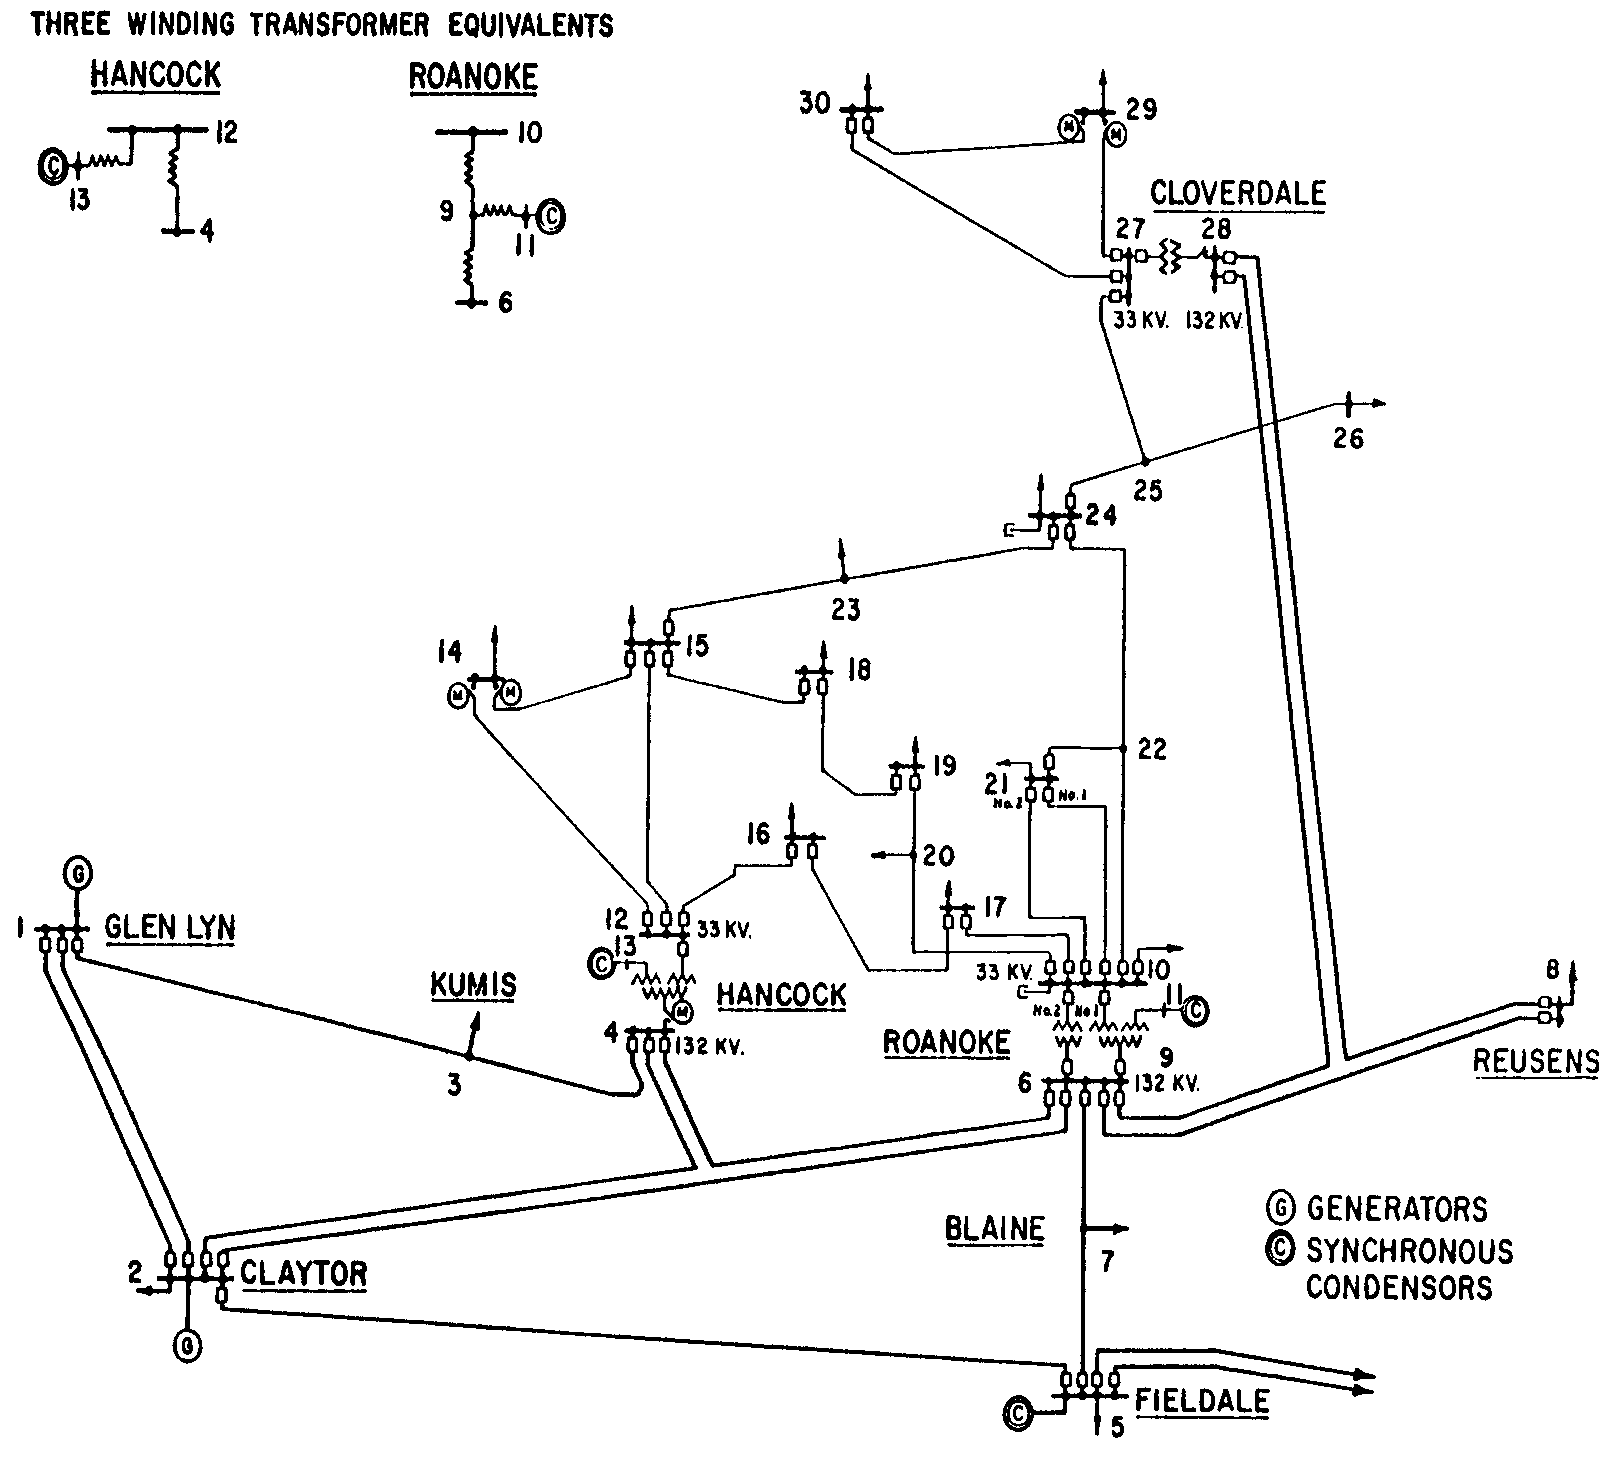 THREE WINDING TRANSFORMER EQUIVALENTS
HANCOCK
ROANOKE
12
C
13
4
10
9
C
11
6
30
29
M
M
CLOVERDALE
27
28
33 KV.
132 KV.
26
25
24
23
15
14
M
M
18
22
19
21
No. 2
No. 1
16
20
17
G
1
GLEN LYN
12
33 KV.
13
C
KUMIS
HANCOCK
M
4
132 KV.
3
33 KV.
10
11
C
No. 2
No. 1
ROANOKE
9
6
132 KV.
8
REUSENS
BLAINE
7
G GENERATORS
C SYNCHRONOUS
CONDENSORS
2
CLAYTOR
G
FIELDALE
C
5